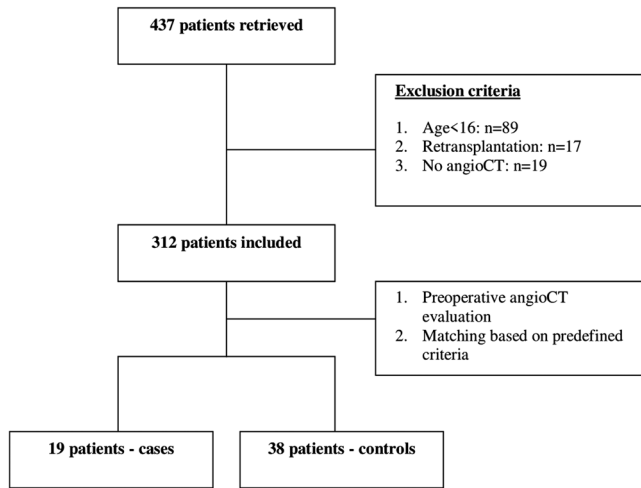 437 patients retrieved
Exclusion criteria
1. Age<16: n=89
2. Retransplantation: n=17
3. No angioCT: n=19
312 patients included
1. Preoperative angioCT
evaluation
2. Matching based on predefined
criteria
19 patients - cases
38 patients - controls